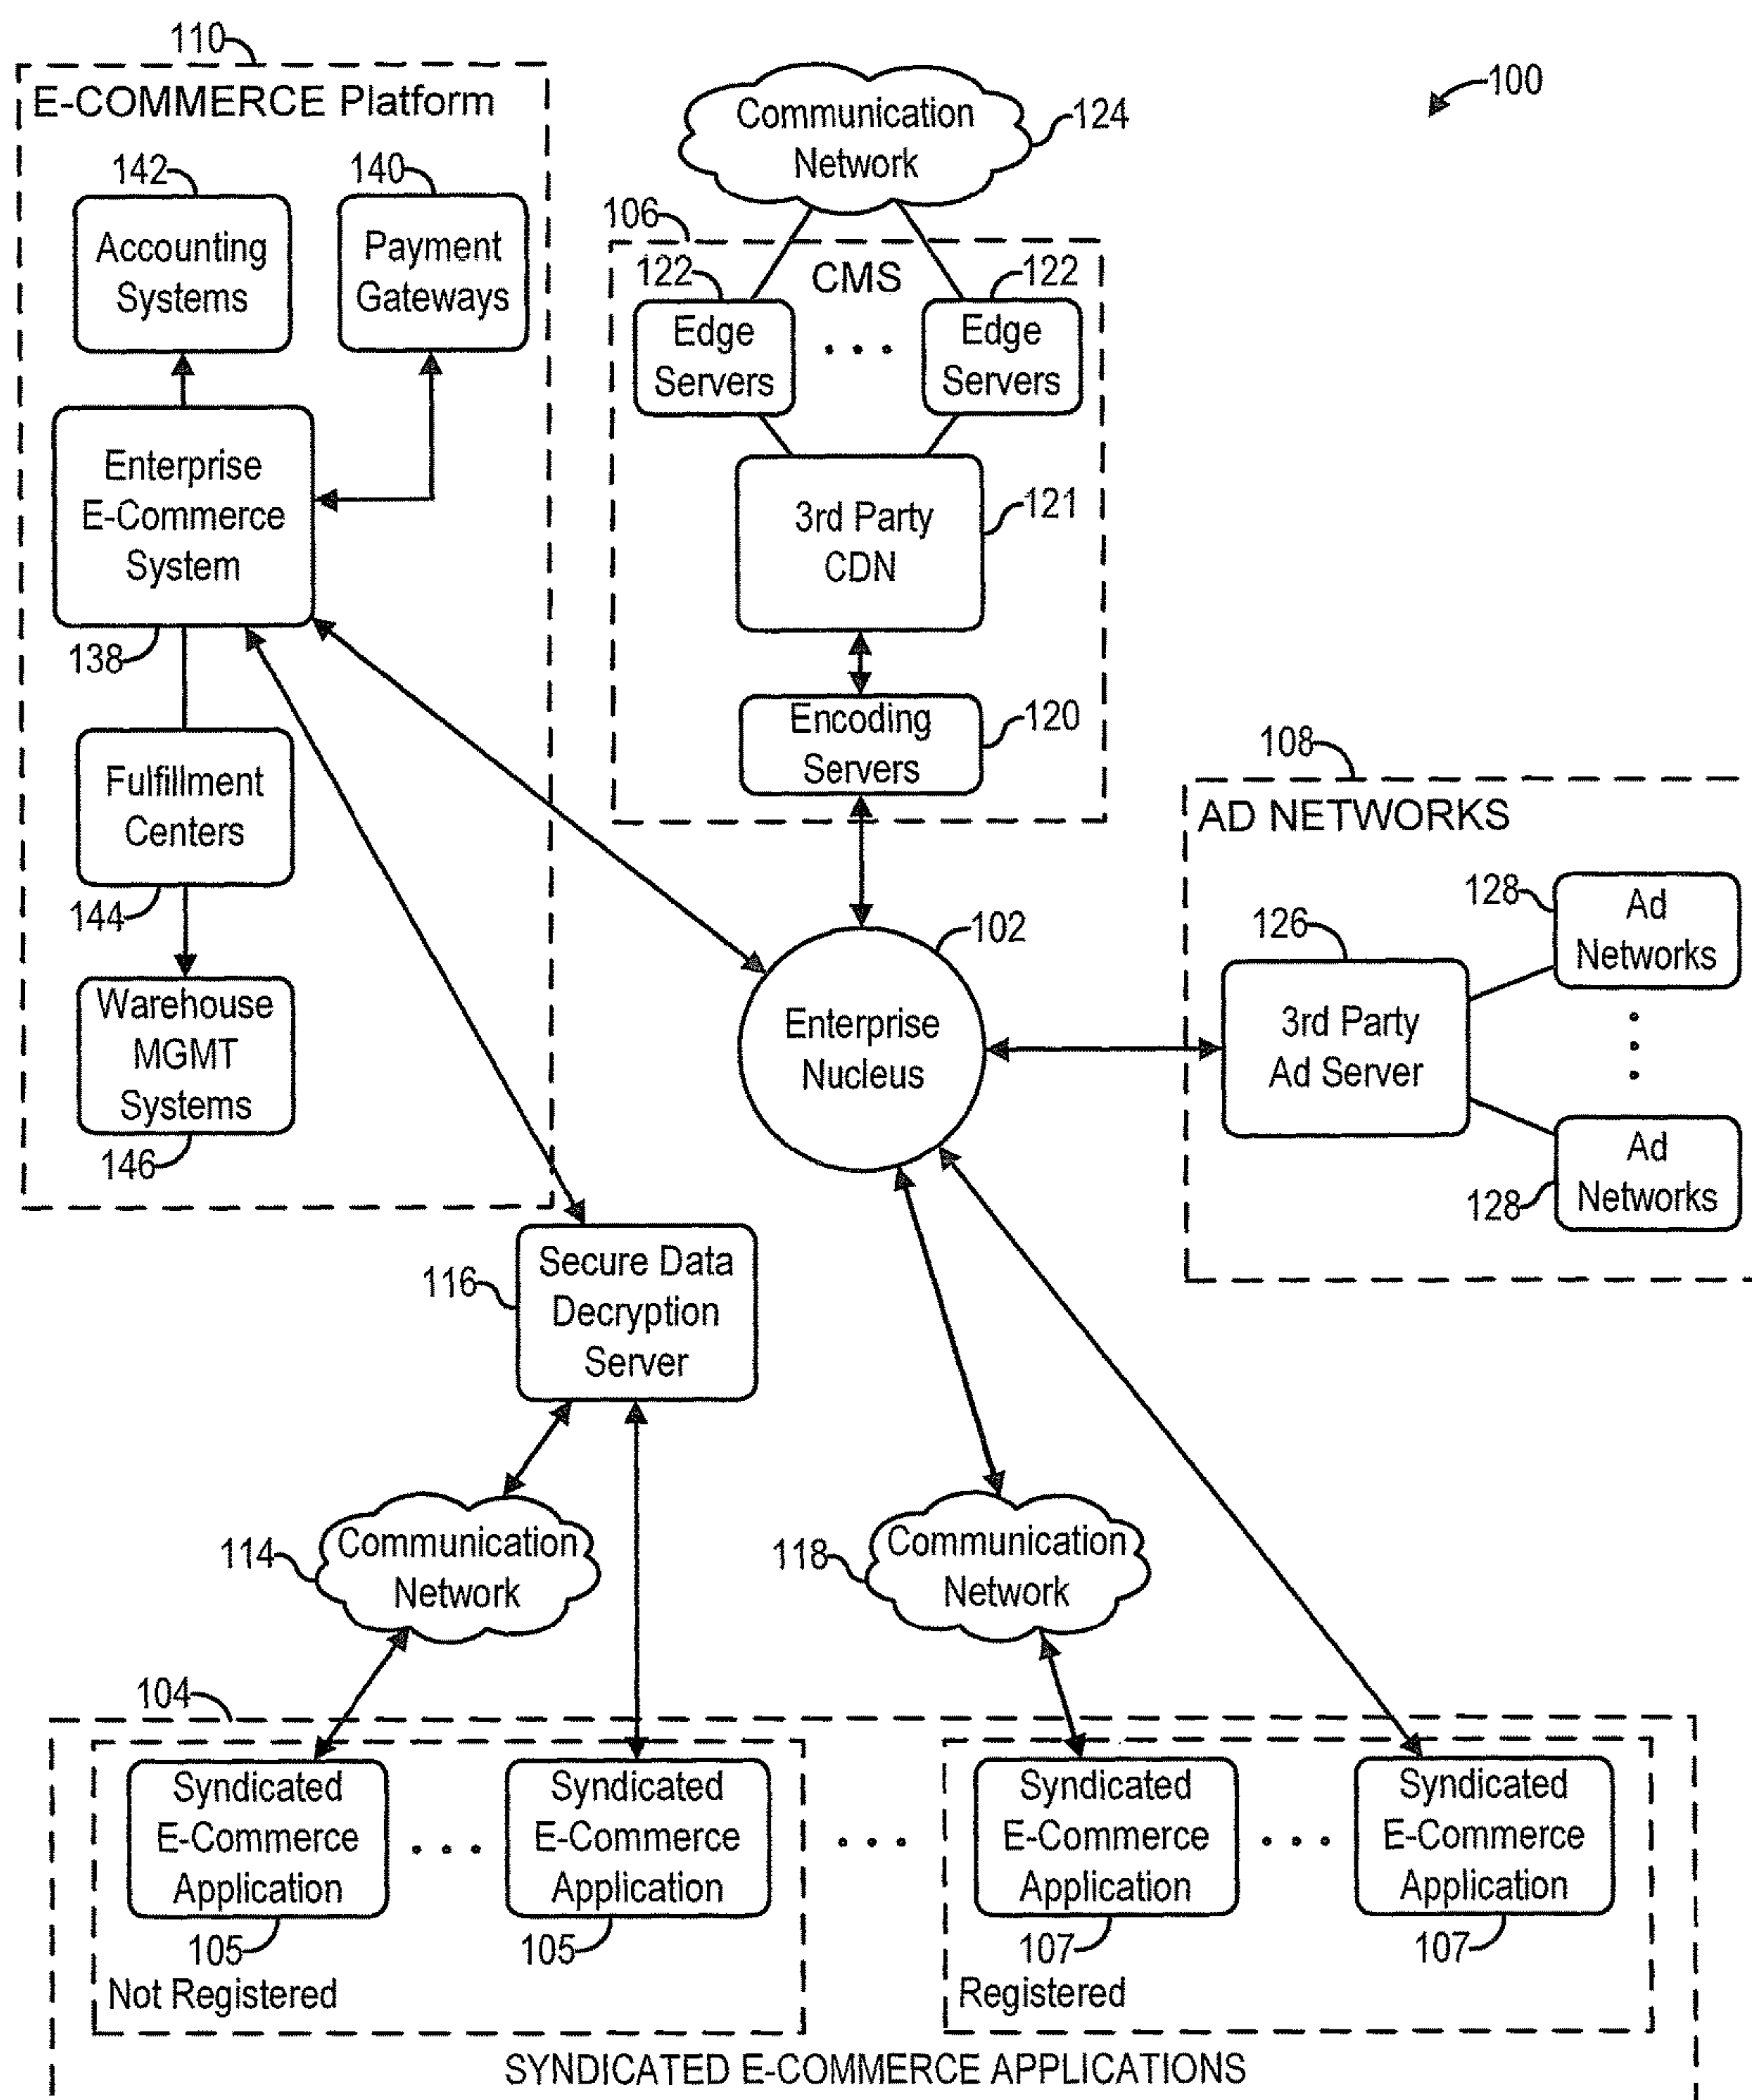 110
E-COMMERCE Platform
142
Accounting
Systems
140
Payment
Gateways
Enterprise
E-Commerce
System
138
Fulfillment
Centers
144
Warehouse
MGMT
Systems
146
Communication
Network
124
100
106
CMS
122
Edge
Servers
122
Edge
Servers
3rd Party
CDN
121
Encoding
Servers
120
108
AD NETWORKS
126
3rd Party
Ad Server
128
Ad
Networks
Ad
Networks
128
102
Enterprise
Nucleus
116
Secure Data
Decryption
Server
114
Communication
Network
118
Communication
Network
104
Syndicated
E-Commerce
Application
105
Syndicated
E-Commerce
Application
105
Not Registered
Syndicated
E-Commerce
Application
107
Syndicated
E-Commerce
Application
107
Registered
SYNDICATED E-COMMERCE APPLICATIONS